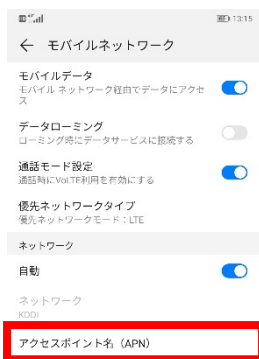 13:15
← モバイルネットワーク
モバイルデータ
モバイル ネットワーク経由でデータにアクセ
ス
データローミング
ローミング時にデータサービスに接続する
通話モード設定
通話時にVoLTE利用を有効にする
優先ネットワークタイプ
優先ネットワークモード：LTE
ネットワーク
自動
ネットワーク
KDDI
アクセスポイント名（APN）